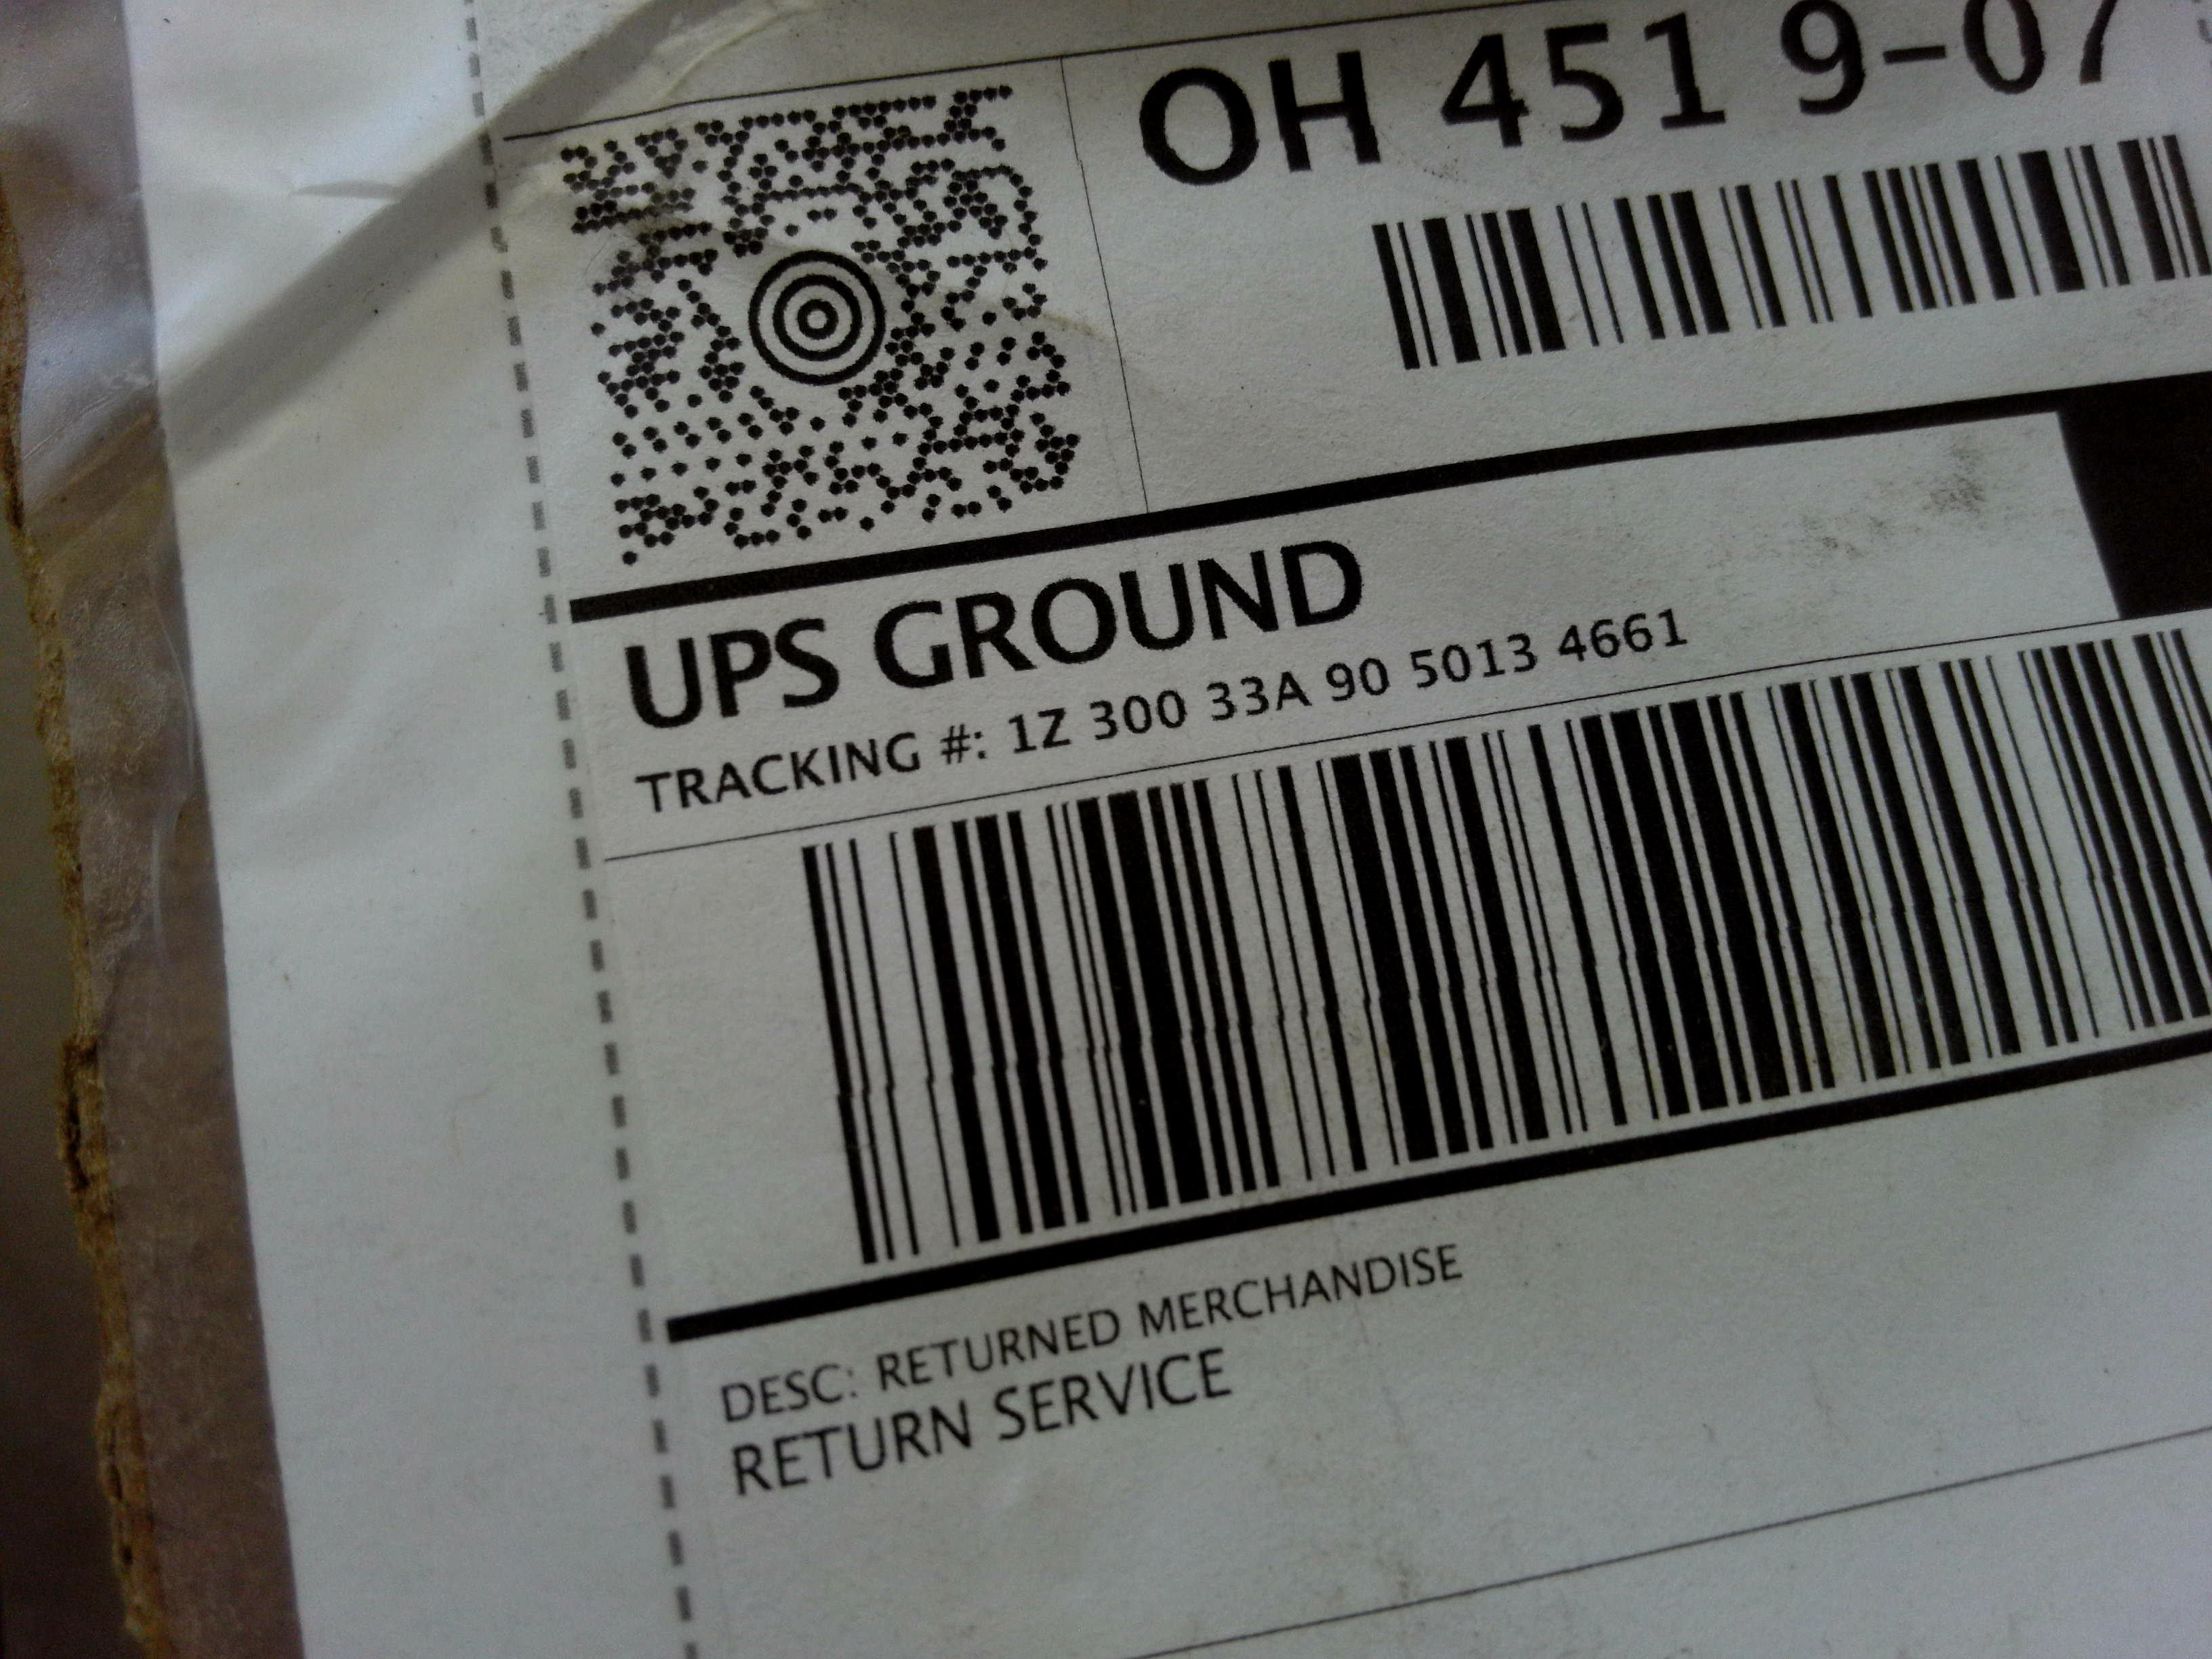 OH 451 9-07
UPS GROUND
TRACKING #: 1Z 300 33A 90 5013 4661
DESC: RETURNED MERCHANDISE
RETURN SERVICE